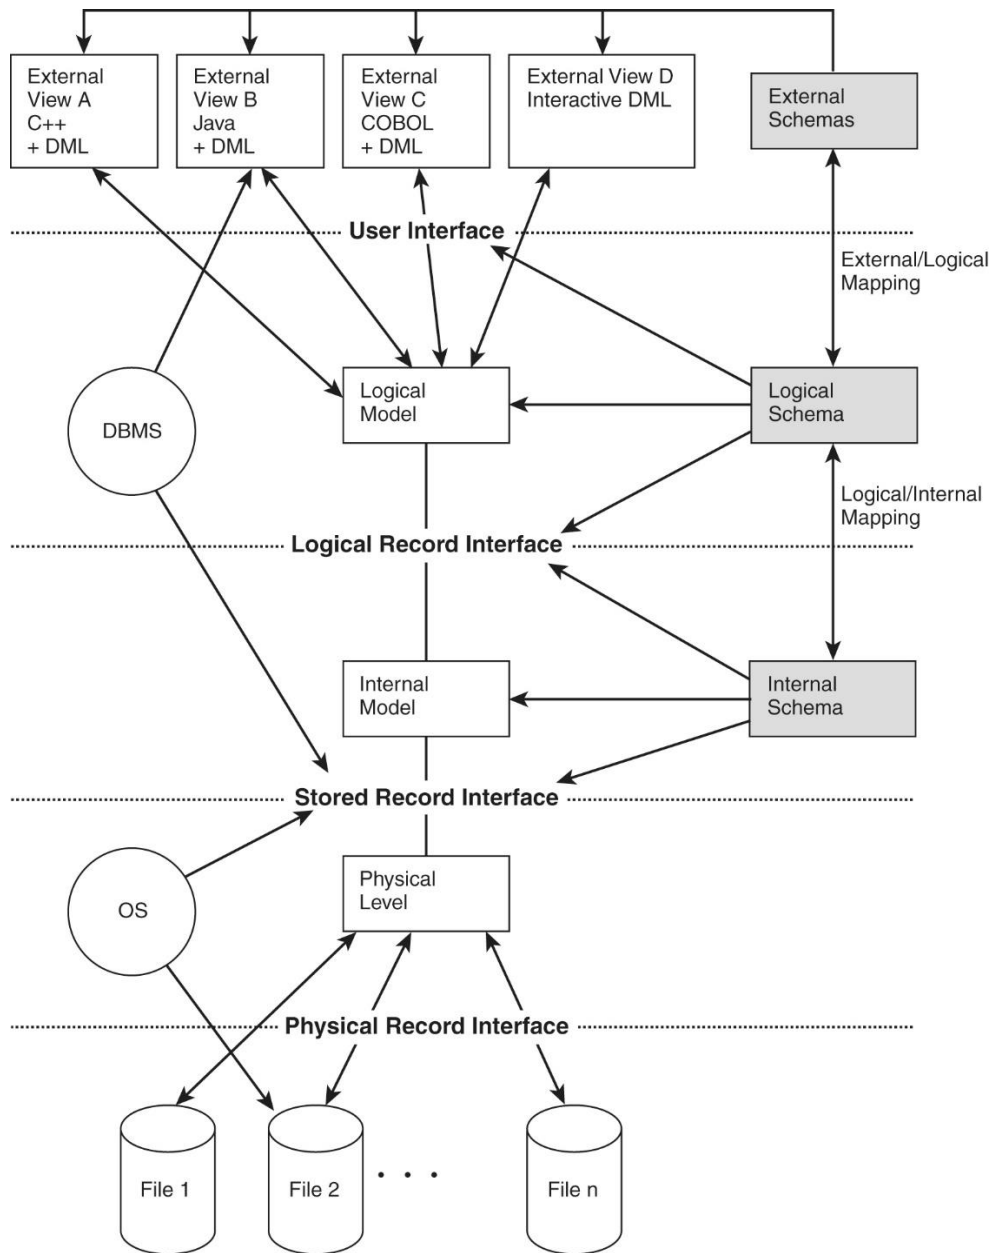 External
View A
C++
+ DML
External
View B
Java
+ DML
External
View C
COBOL
+ DML
External View D
Interactive DML
External
Schemas
User Interface
External/Logical
Mapping
DBMS
Logical
Model
Logical
Schema
Logical/Internal
Mapping
Logical Record Interface
Internal
Model
Internal
Schema
Stored Record Interface
OS
Physical
Level
Physical Record Interface
File 1
File 2
• • •
File n